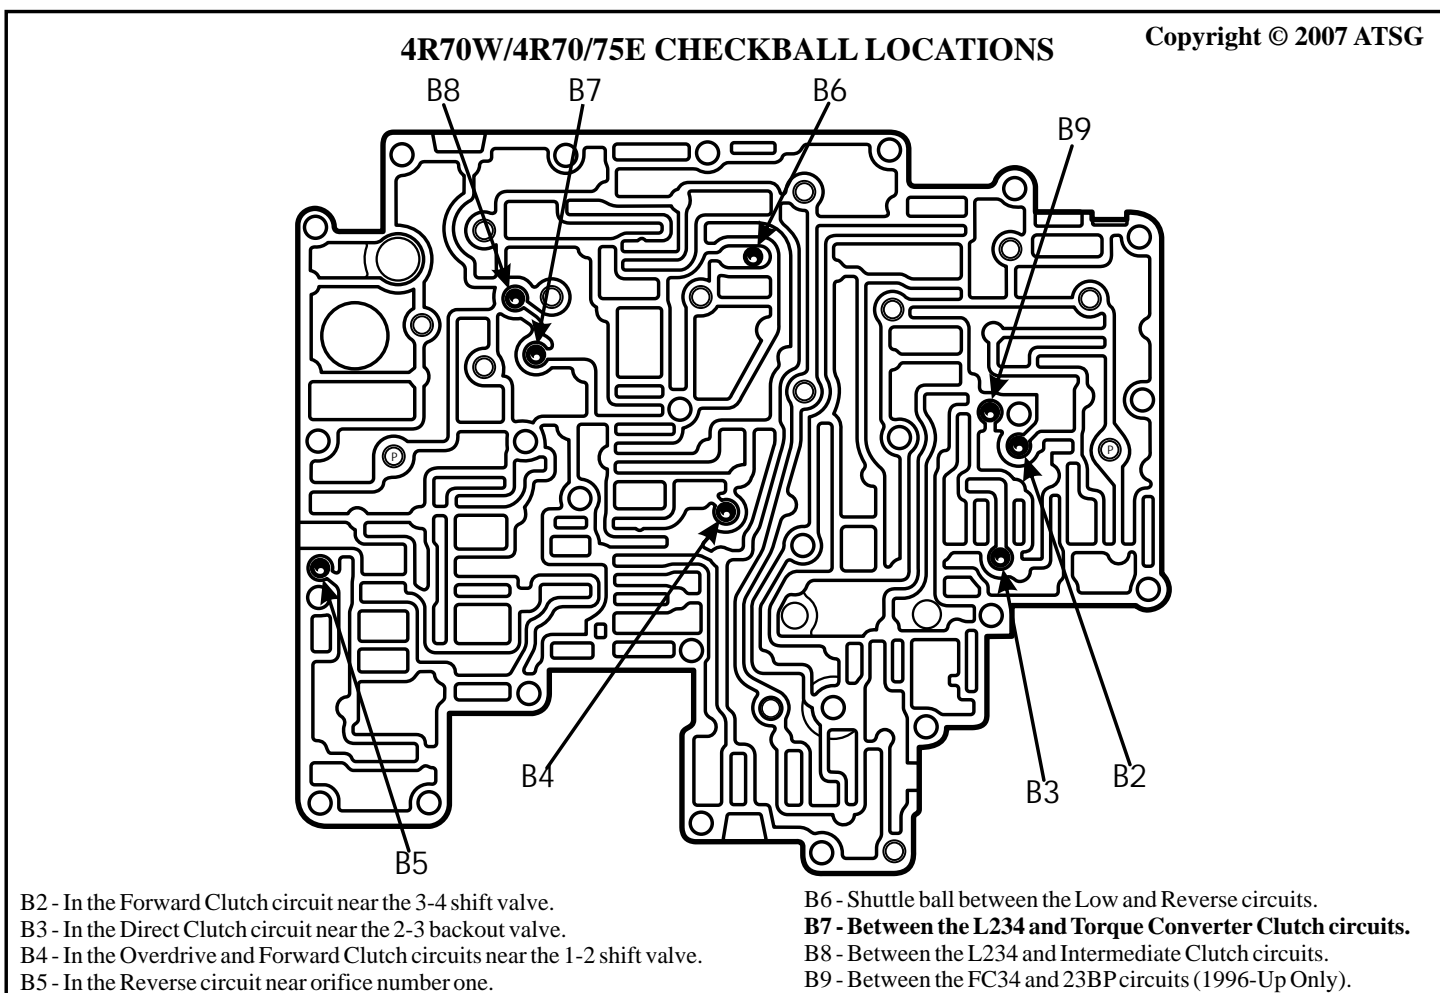 4R70W/4R70/75E CHECKBALL LOCATIONS
Copyright © 2007 ATSG
B8
B7
B6
B9
P
P
B4
B3
B2
B5
B2 - In the Forward Clutch circuit near the 3-4 shift valve.
B3 - In the Direct Clutch circuit near the 2-3 backout valve.
B4 - In the Overdrive and Forward Clutch circuits near the 1-2 shift valve.
B5 - In the Reverse circuit near orifice number one.
B6 - Shuttle ball between the Low and Reverse circuits.
B7 - Between the L234 and Torque Converter Clutch circuits.
B8 - Between the L234 and Intermediate Clutch circuits.
B9 - Between the FC34 and 23BP circuits (1996-Up Only).